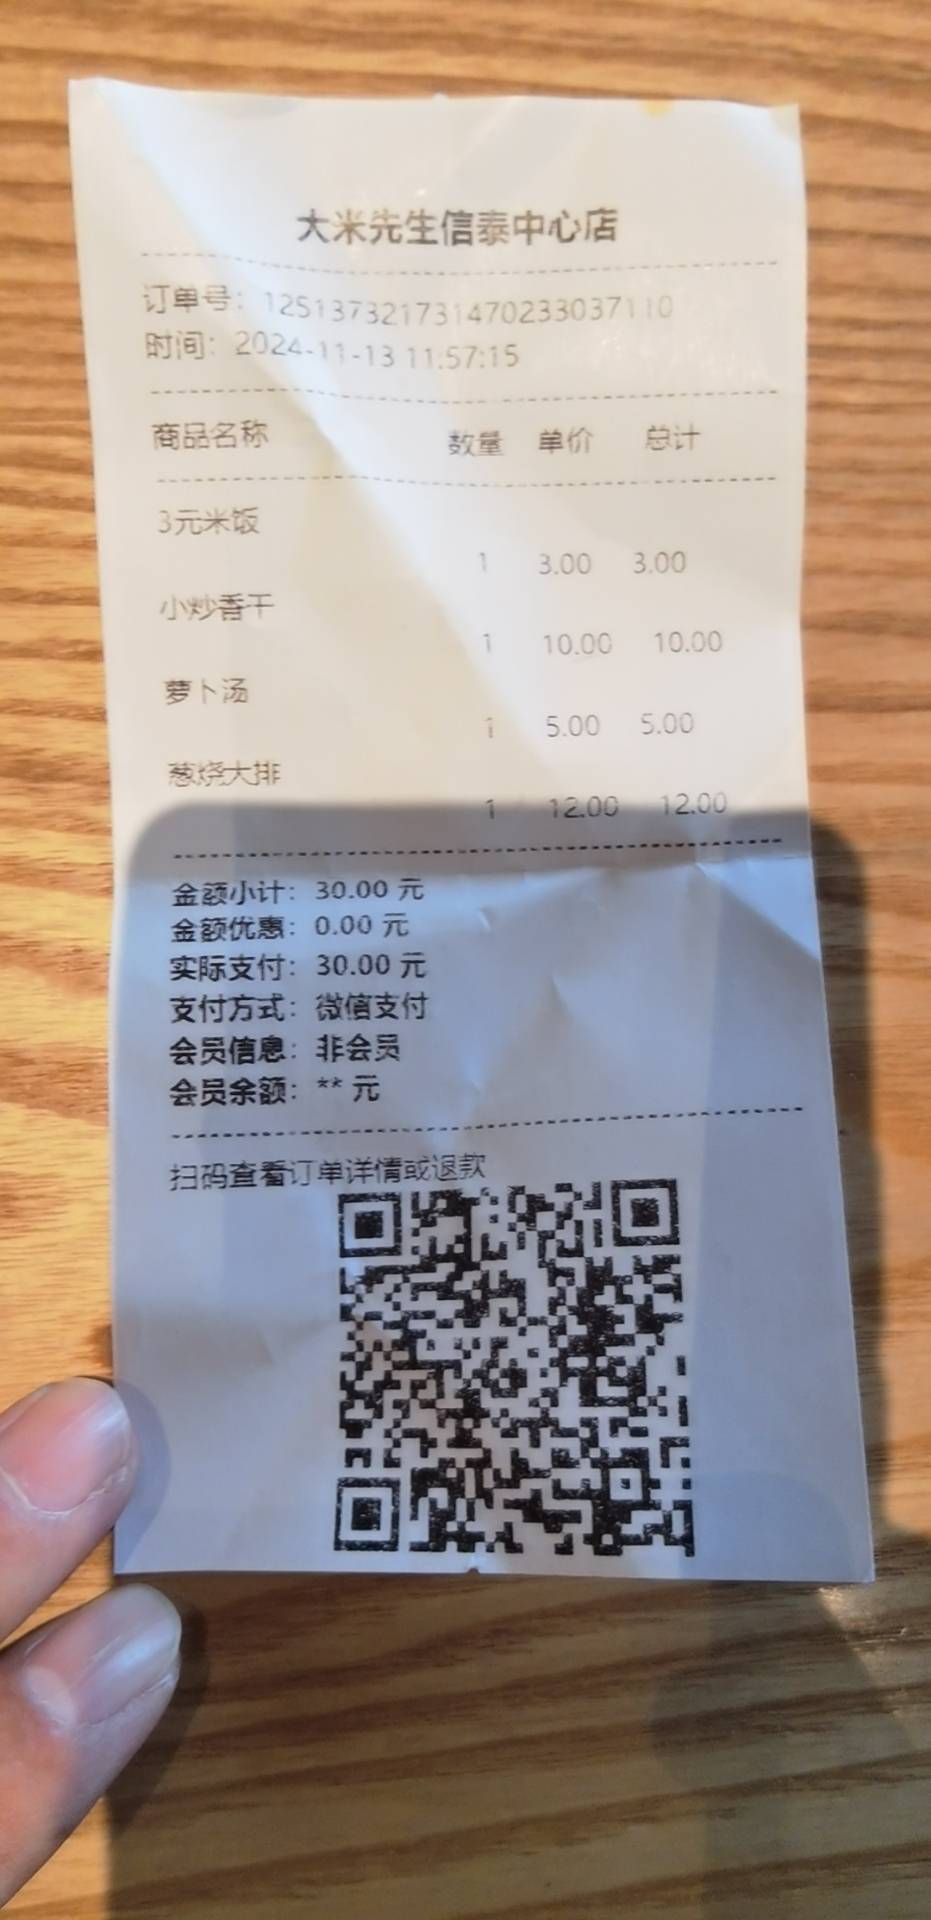 大米先生信泰中心店
订单号：125137321731470233037110
时间：2024-11-13 11:57:15
商品名称 数量 单价 总计
3元米饭
1 3.00 3.00
小炒香干
1 10.00 10.00
萝卜汤
1 5.00 5.00
葱烧大排
1 12.00 12.00
金额小计：30.00 元
金额优惠：0.00 元
实际支付：30.00 元
支付方式：微信支付
会员信息：非会员
会员余额：** 元
扫码查看订单详情或退款